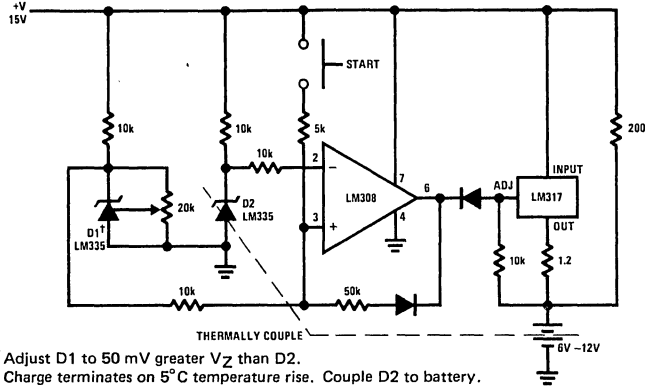 +V
15V
START
10k
10k
5k
200
10k
2
−
7
LM308
6
ADJ
INPUT
LM317
OUT
D1†
LM335
20k
D2
LM335
3
+
4
10k
1.2
10k
50k
THERMALLY COUPLE
6V –12V
Adjust D1 to 50 mV greater VZ than D2.
Charge terminates on 5°C temperature rise. Couple D2 to battery.